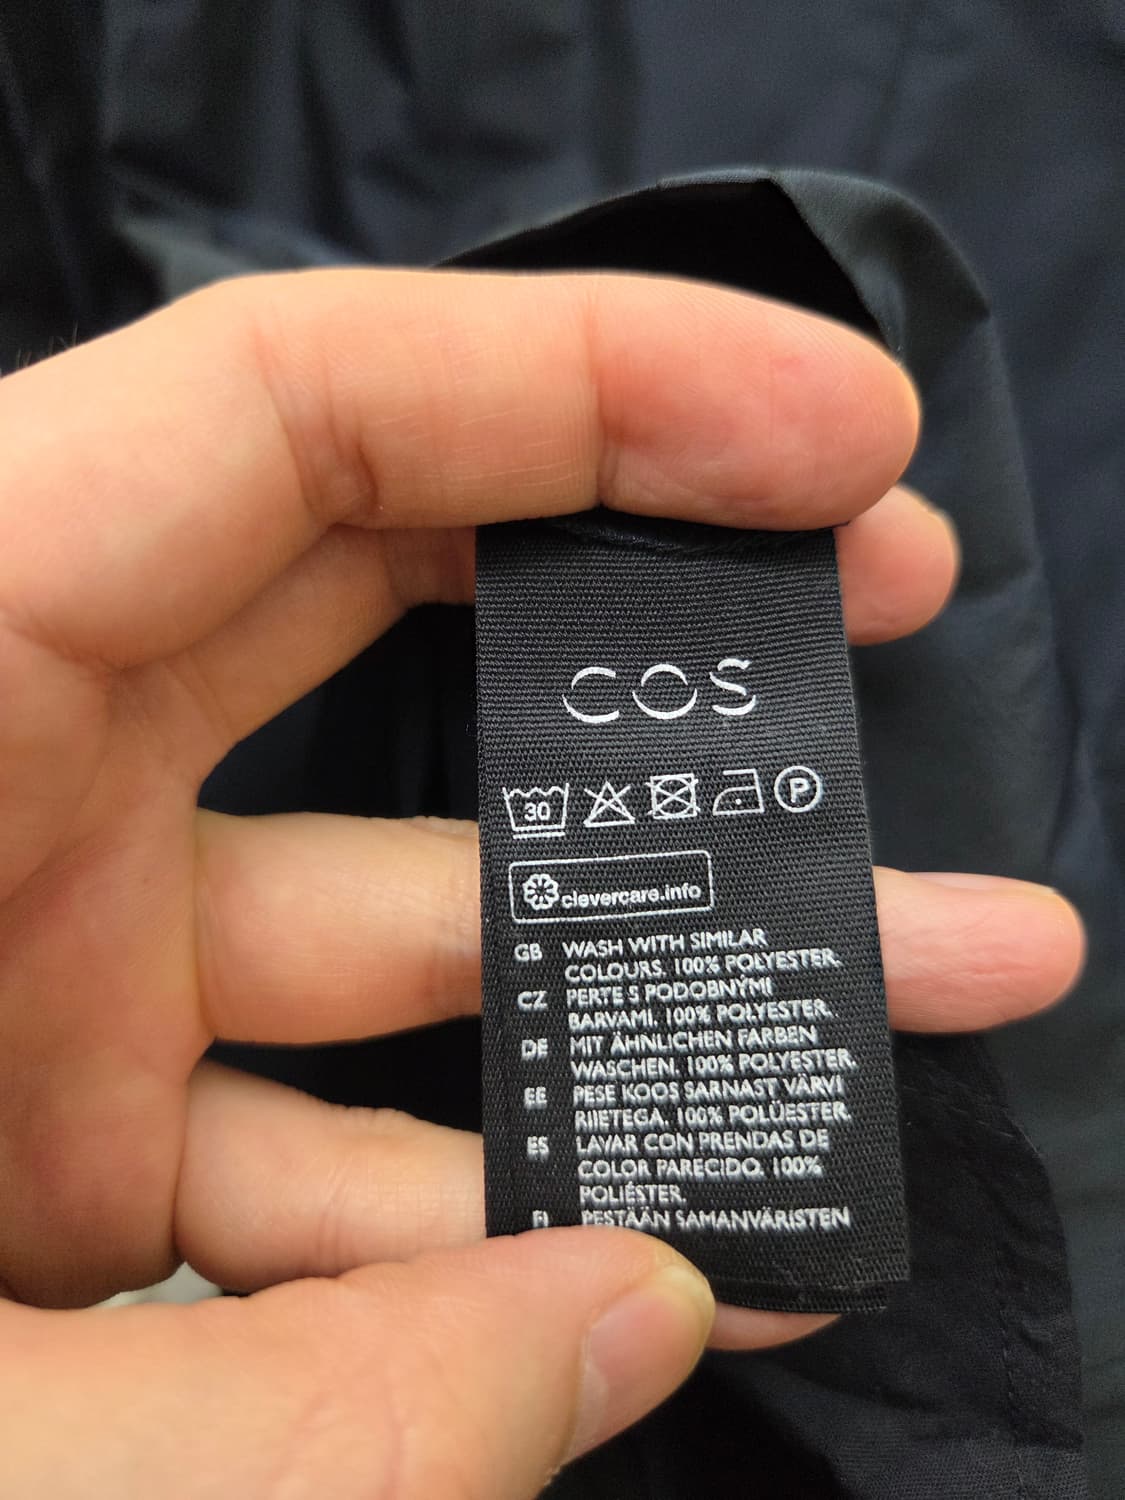 COS
30
P
clevercare.info
GB WASH WITH SIMILAR
COLOURS. 100% POLYESTER.
CZ PERTE S PODOBNÝMI
BARVAMI. 100% POLYESTER.
DE MIT ÄHNLICHEN FARBEN
WASCHEN. 100% POLYESTER.
EE PESE KOOS SARNAST VÄRVI
RIIETEGA. 100% POLÜESTER.
ES LAVAR CON PRENDAS DE
COLOR PARECIDO. 100%
POLIÉSTER.
FI PESTÄÄN SAMANVÄRISTEN